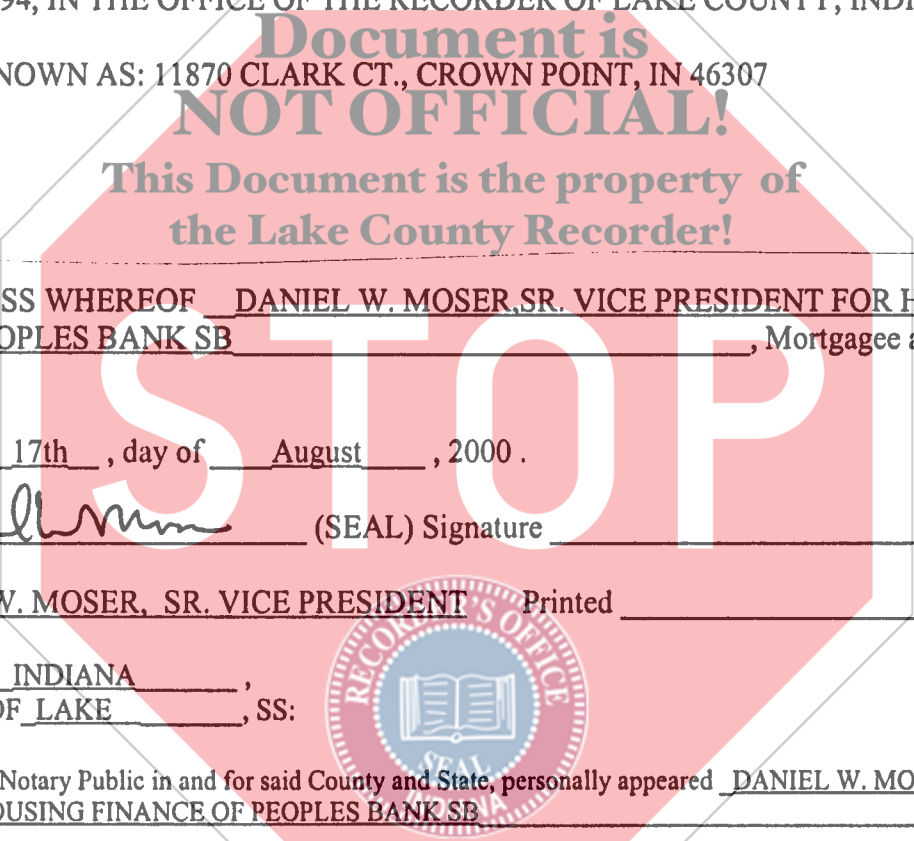 94, IN THE OFFICE OF THE RECORDER OF LAKE COUNTY, INDI
Document is
NOWN AS: 11870 CLARK CT., CROWN POINT, IN 46307
NOT OFFICIAL!
This Document is the property of
the Lake County Recorder!
SS WHEREOF DANIEL W. MOSER,SR. VICE PRESIDENT FOR H
OPLES BANK SB, Mortgagee a
STOP
17th, day of August, 2000.
(SEAL) Signature
W. MOSER, SR. VICE PRESIDENT Printed
RECORDER'S OFFICE
INDIANA,
OF LAKE, SS:
SEAL
Notary Public in and for said County and State, personally appeared DANIEL W. MO
OUSING FINANCE OF PEOPLES BANK SB
INDIANA